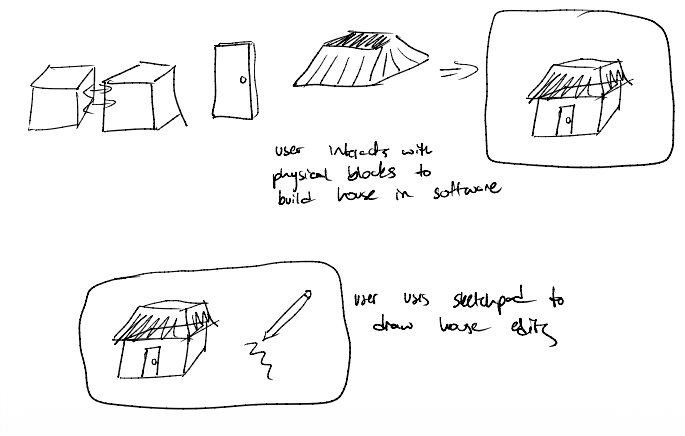 user interacts with
physical blocks to
build house in software
user uses sketchpad to
draw house edits